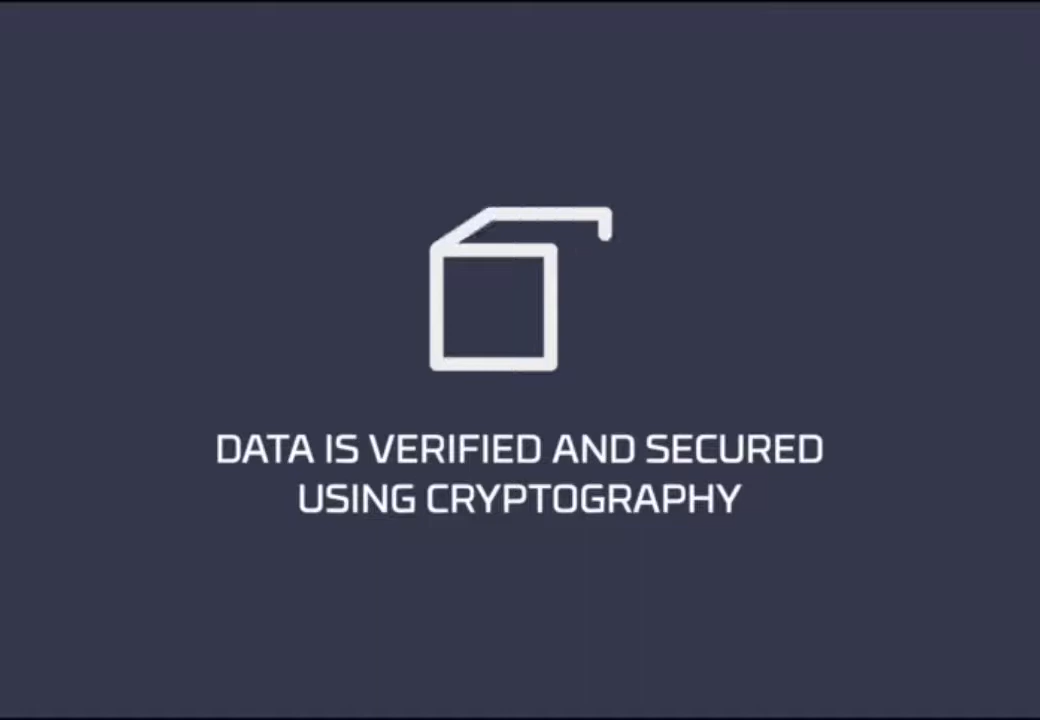 DATA IS VERIFIED AND SECURED
USING CRYPTOGRAPHY